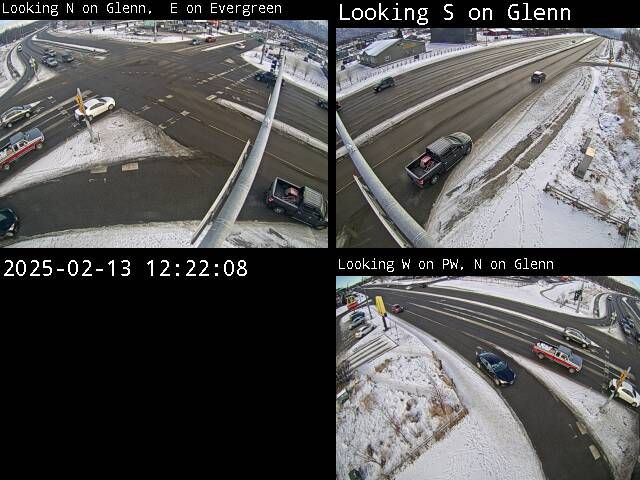 Looking N on Glenn,  E on Evergreen
Looking S on Glenn
2025-02-13 12:22:08
Looking W on PW, N on Glenn